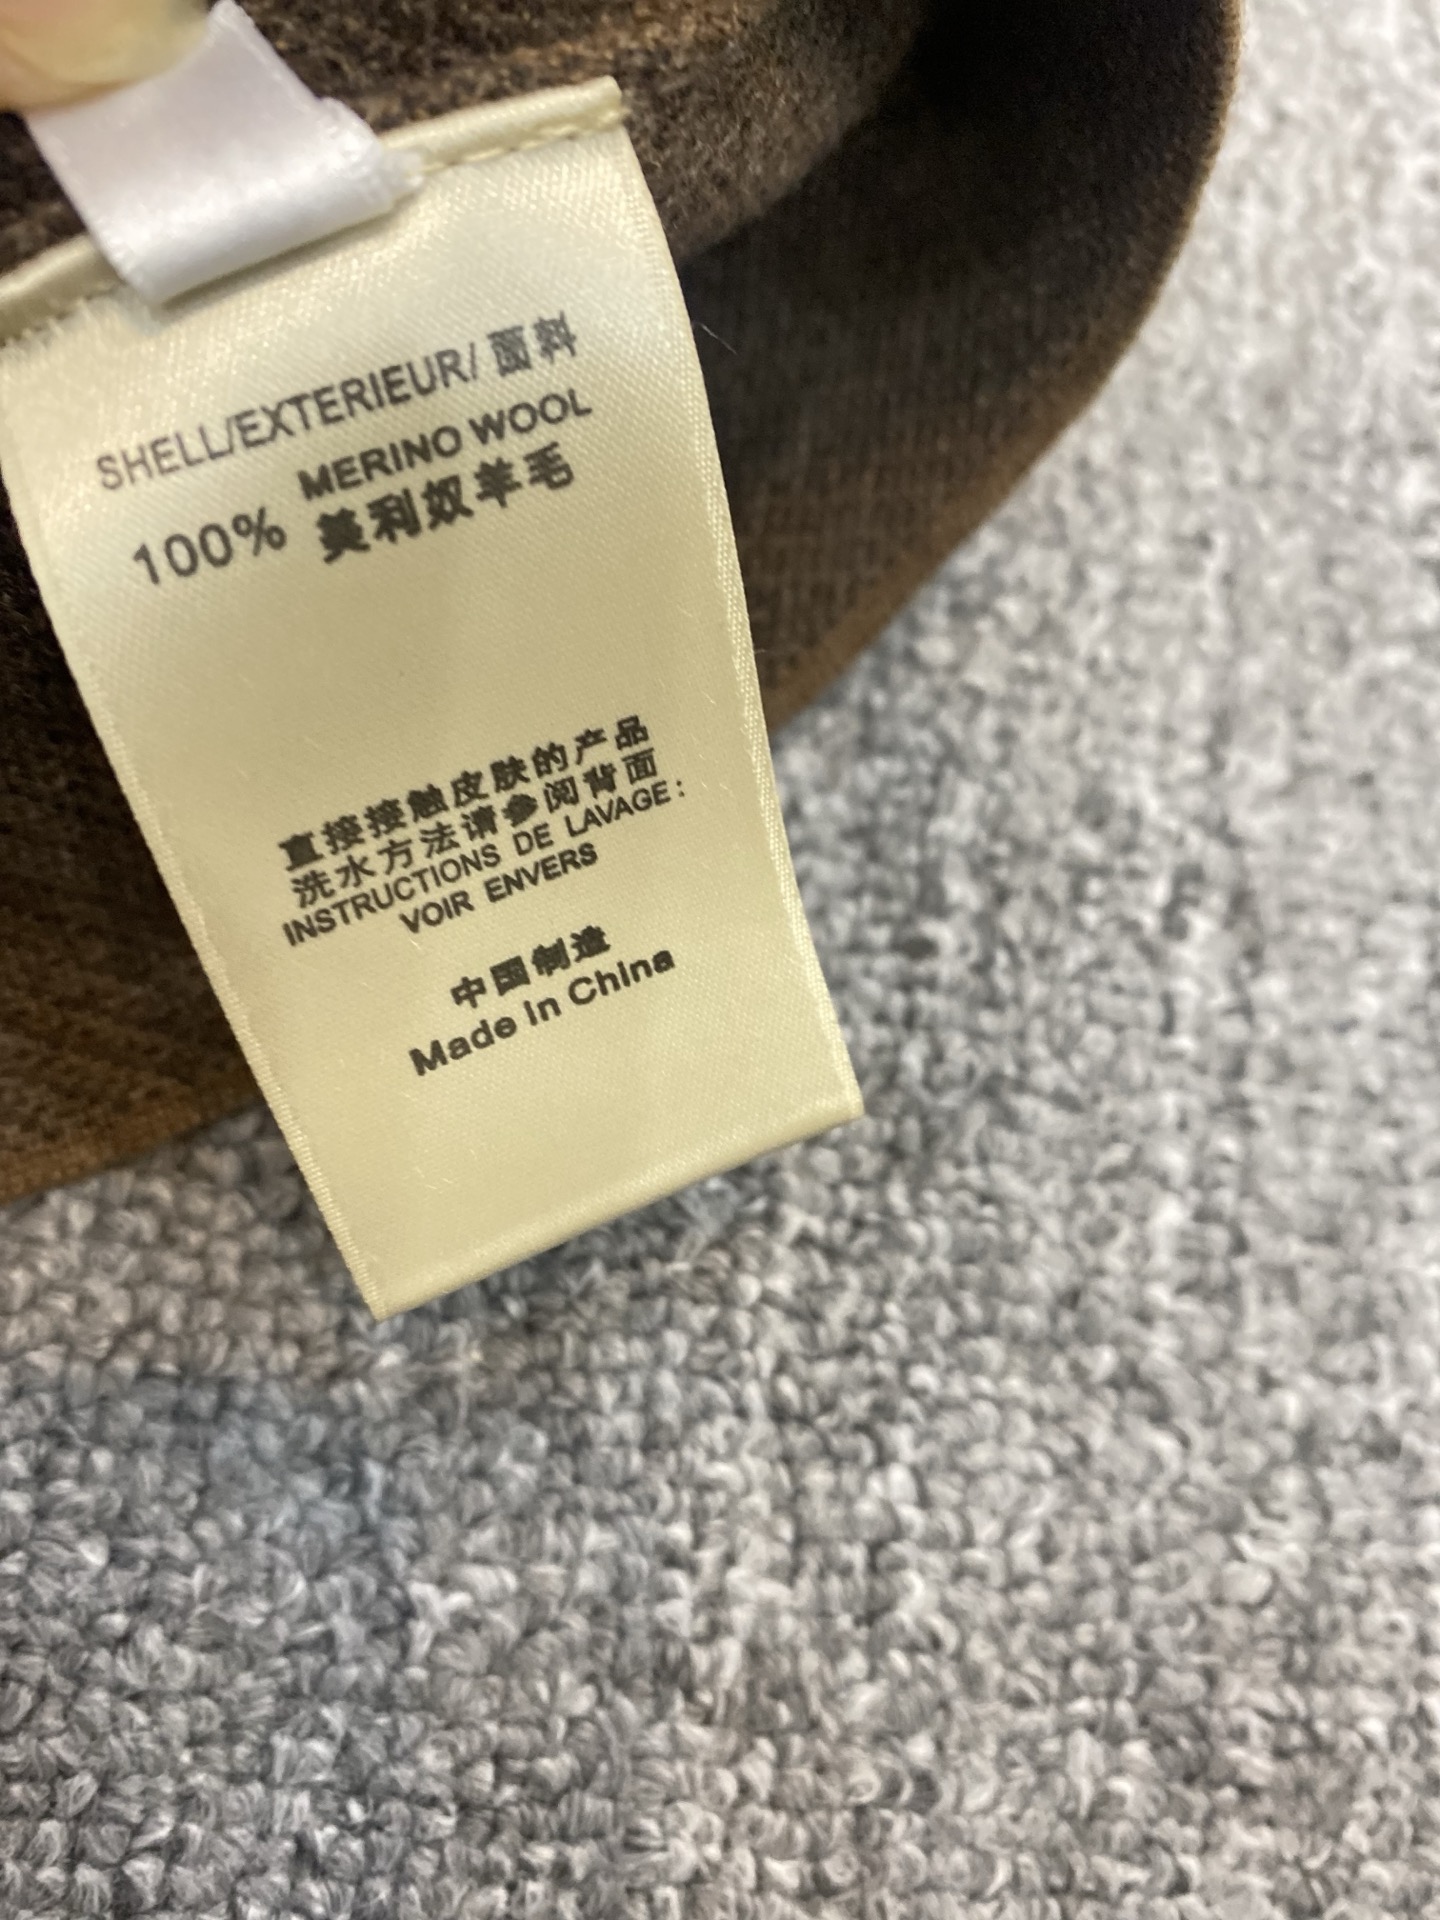 SHELL/EXTERIEUR/ 面料
100% MERINO WOOL
美利奴羊毛
直接接触皮肤的产品
洗水方法请参阅背面
INSTRUCTIONS DE LAVAGE:
VOIR ENVERS
中国制造
Made in China